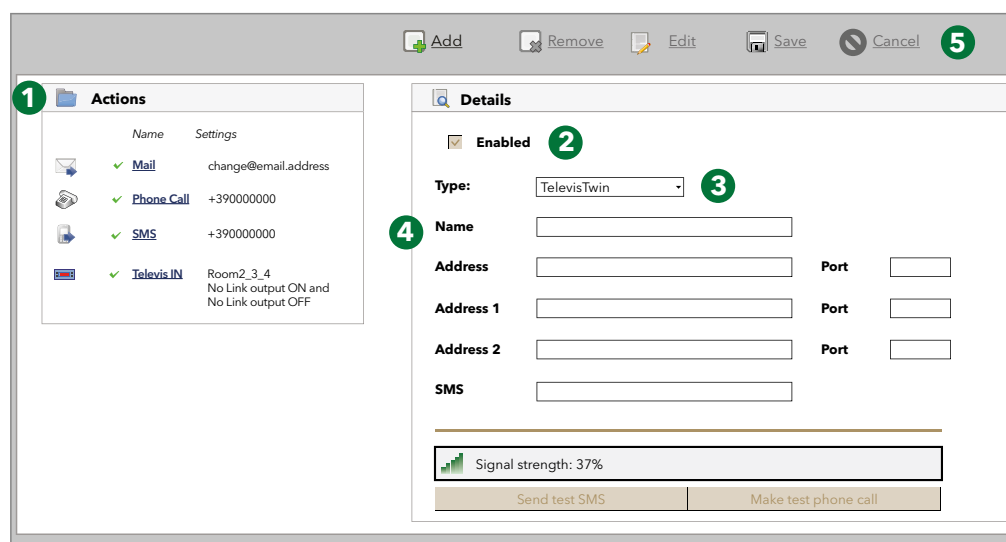 Add Remove Edit Save Cancel 5
1 Actions
Name Settings
Mail change@email.address
Phone Call +390000000
SMS +390000000
Televis IN Room2_3_4
No Link output ON and
No Link output OFF
Details
Enabled 2
Type: TelevisTwin 3
4 Name
Address Port
Address 1 Port
Address 2 Port
SMS
Signal strength: 37%
Send test SMS Make test phone call